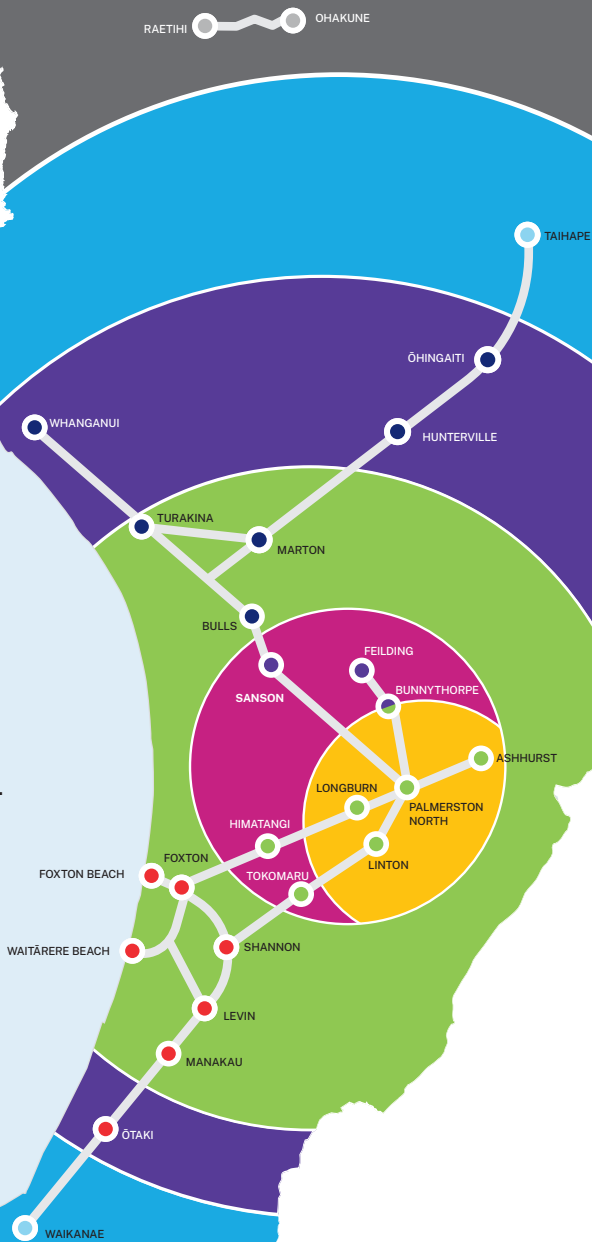 OHAKUNE
RAETIHI
TAIHAPE
ŌHINGAITI
WHANGANUI
HUNTERVILLE
TURAKINA
MARTON
BULLS
FEILDING
BUNNYTHORPE
SANSON
ASHHURST
LONGBURN
PALMERSTON
NORTH
HIMATANGI
FOXTON
LINTON
FOXTON BEACH
TOKOMARU
WAITĀRERE BEACH
SHANNON
LEVIN
MANAKAU
ŌTAKI
WAIKANAE